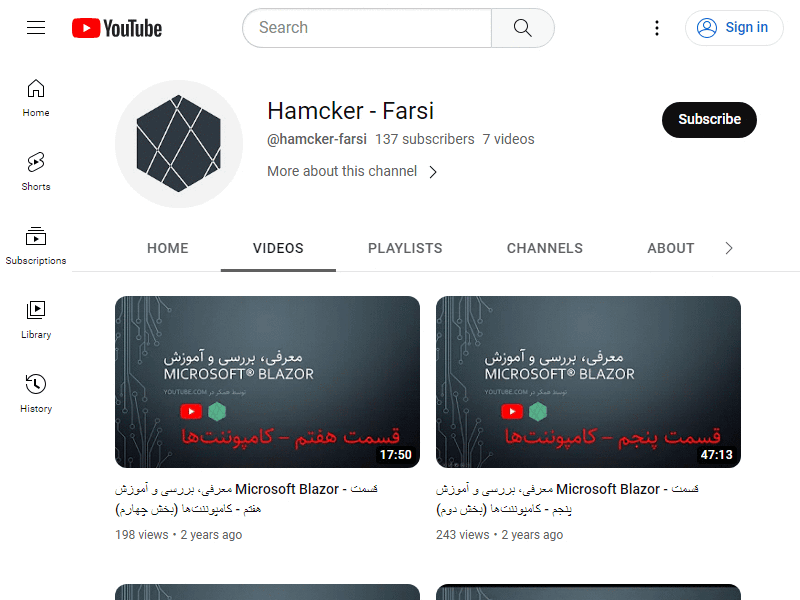 YouTube
Search
Sign in
Home
Shorts
Subscriptions
Library
History
Hamcker - Farsi
@hamcker-farsi 137 subscribers 7 videos
More about this channel
Subscribe
HOME VIDEOS PLAYLISTS CHANNELS ABOUT
معرفی، بررسی و آموزش
MICROSOFT® BLAZOR
توسط همکر در YOUTUBE.COM
قسمت هفتم – کامپوننت‌ها
17:50
معرفی، بررسی و آموزش Microsoft Blazor - قسمت
هفتم - کامپوننت‌ها (بخش چهارم)
198 views • 2 years ago
معرفی، بررسی و آموزش
MICROSOFT® BLAZOR
توسط همکر در YOUTUBE.COM
قسمت پنجم – کامپوننت‌ها
47:13
معرفی، بررسی و آموزش Microsoft Blazor - قسمت
پنجم - کامپوننت‌ها (بخش دوم)
243 views • 2 years ago